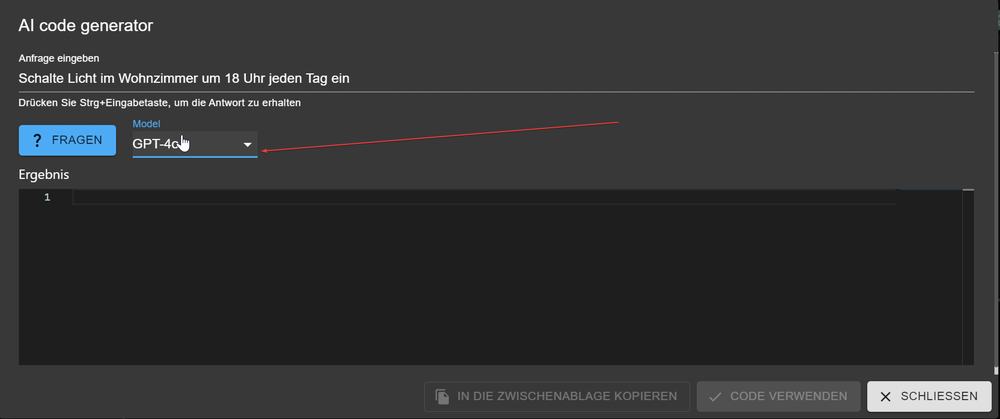 AI code generator
Anfrage eingeben
Schalte Licht im Wohnzimmer um 18 Uhr jeden Tag ein
Drücken Sie Strg+Eingabetaste, um die Antwort zu erhalten
Model
? FRAGEN
GPT-4o
Ergebnis
1
IN DIE ZWISCHENABLAGE KOPIEREN
CODE VERWENDEN
SCHLIESSEN